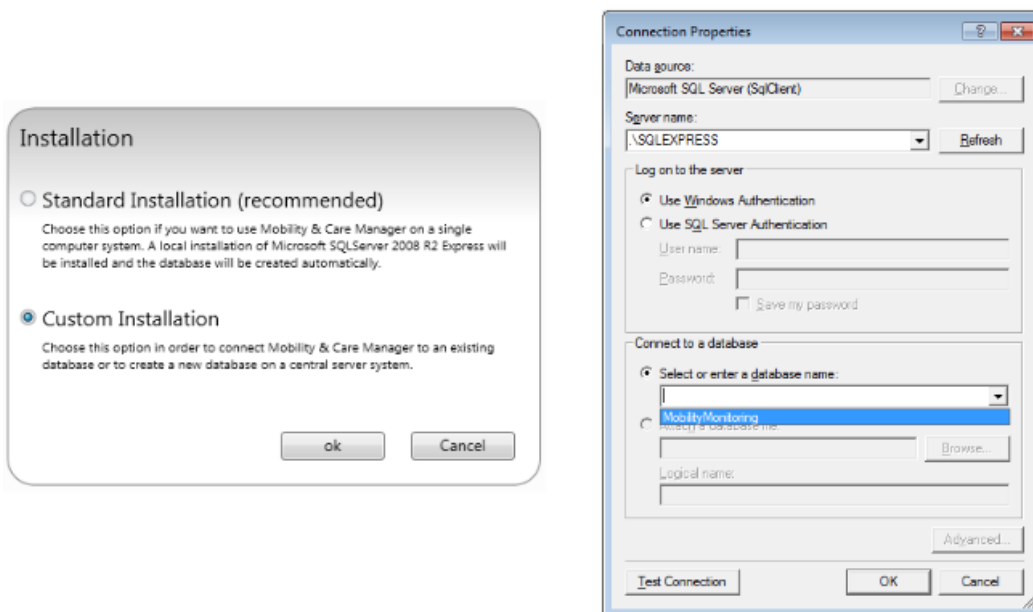 Installation
Standard Installation (recommended)
Choose this option if you want to use Mobility & Care Manager on a single
computer system. A local installation of Microsoft SQLServer 2008 R2 Express will
be installed and the database will be created automatically.
Custom Installation
Choose this option in order to connect Mobility & Care Manager to an existing
database or to create a new database on a central server system.
ok
Cancel
Connection Properties
Data source:
Microsoft SQL Server (SqlClient)
Change...
Server name:
.\SQLEXPRESS
Refresh
Log on to the server
Use Windows Authentication
Use SQL Server Authentication
User name:
Password:
Save my password
Connect to a database
Select or enter a database name:
MobilityMonitoring
Attach a database file:
Browse...
Logical name:
Advanced...
Test Connection
OK
Cancel